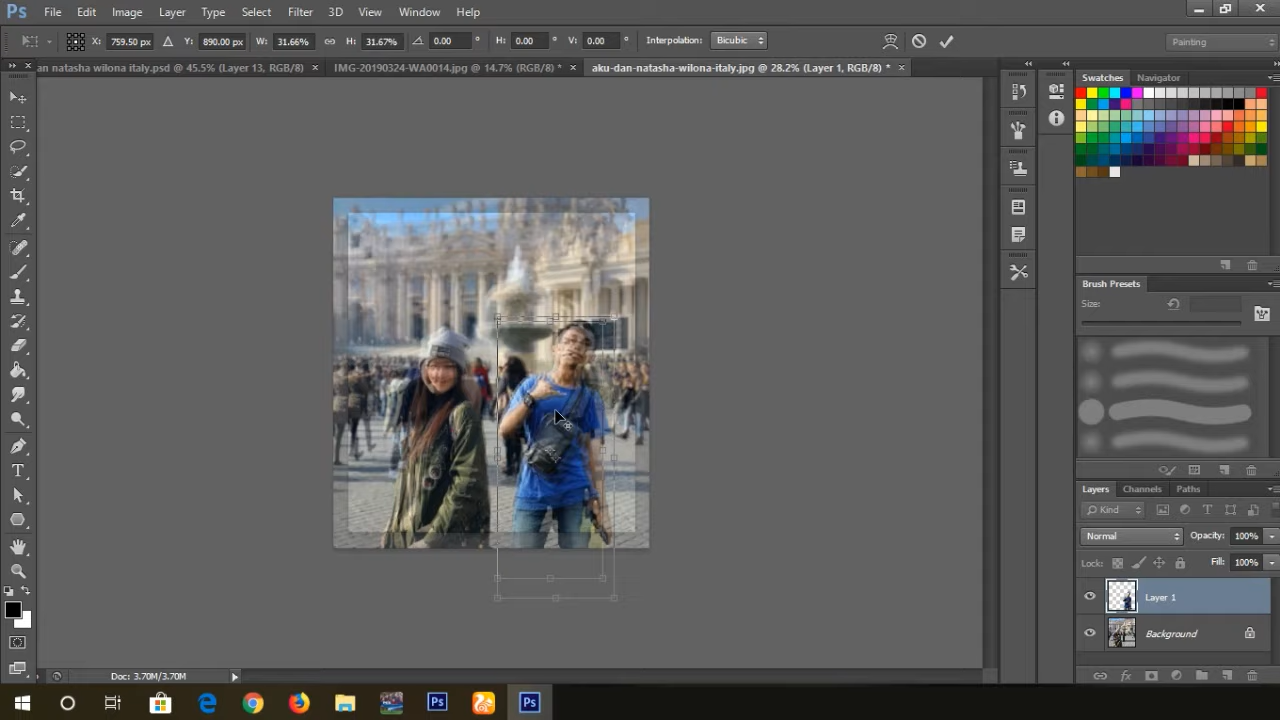 Ps File Edit Image Layer Type Select Filter 3D View Window Help
X: 759.50 px Y: 890.00 px W: 31.66% H: 31.67% 0.00 ° H: 0.00 ° V: 0.00 ° Interpolation: Bicubic Painting
an natasha wilona italy.psd @ 45.5% (Layer 13, RGB/8) × IMG-20190324-WA0014.jpg @ 14.7% (RGB/8) * × aku-dan-natasha-wilona-italy.jpg @ 28.2% (Layer 1, RGB/8) * ×
Swatches Navigator
Brush Presets
Size:
Layers Channels Paths
Kind
Normal Opacity: 100%
Lock: Fill: 100%
Layer 1
Background
Doc: 3.70M/3.70M
Ps Ps